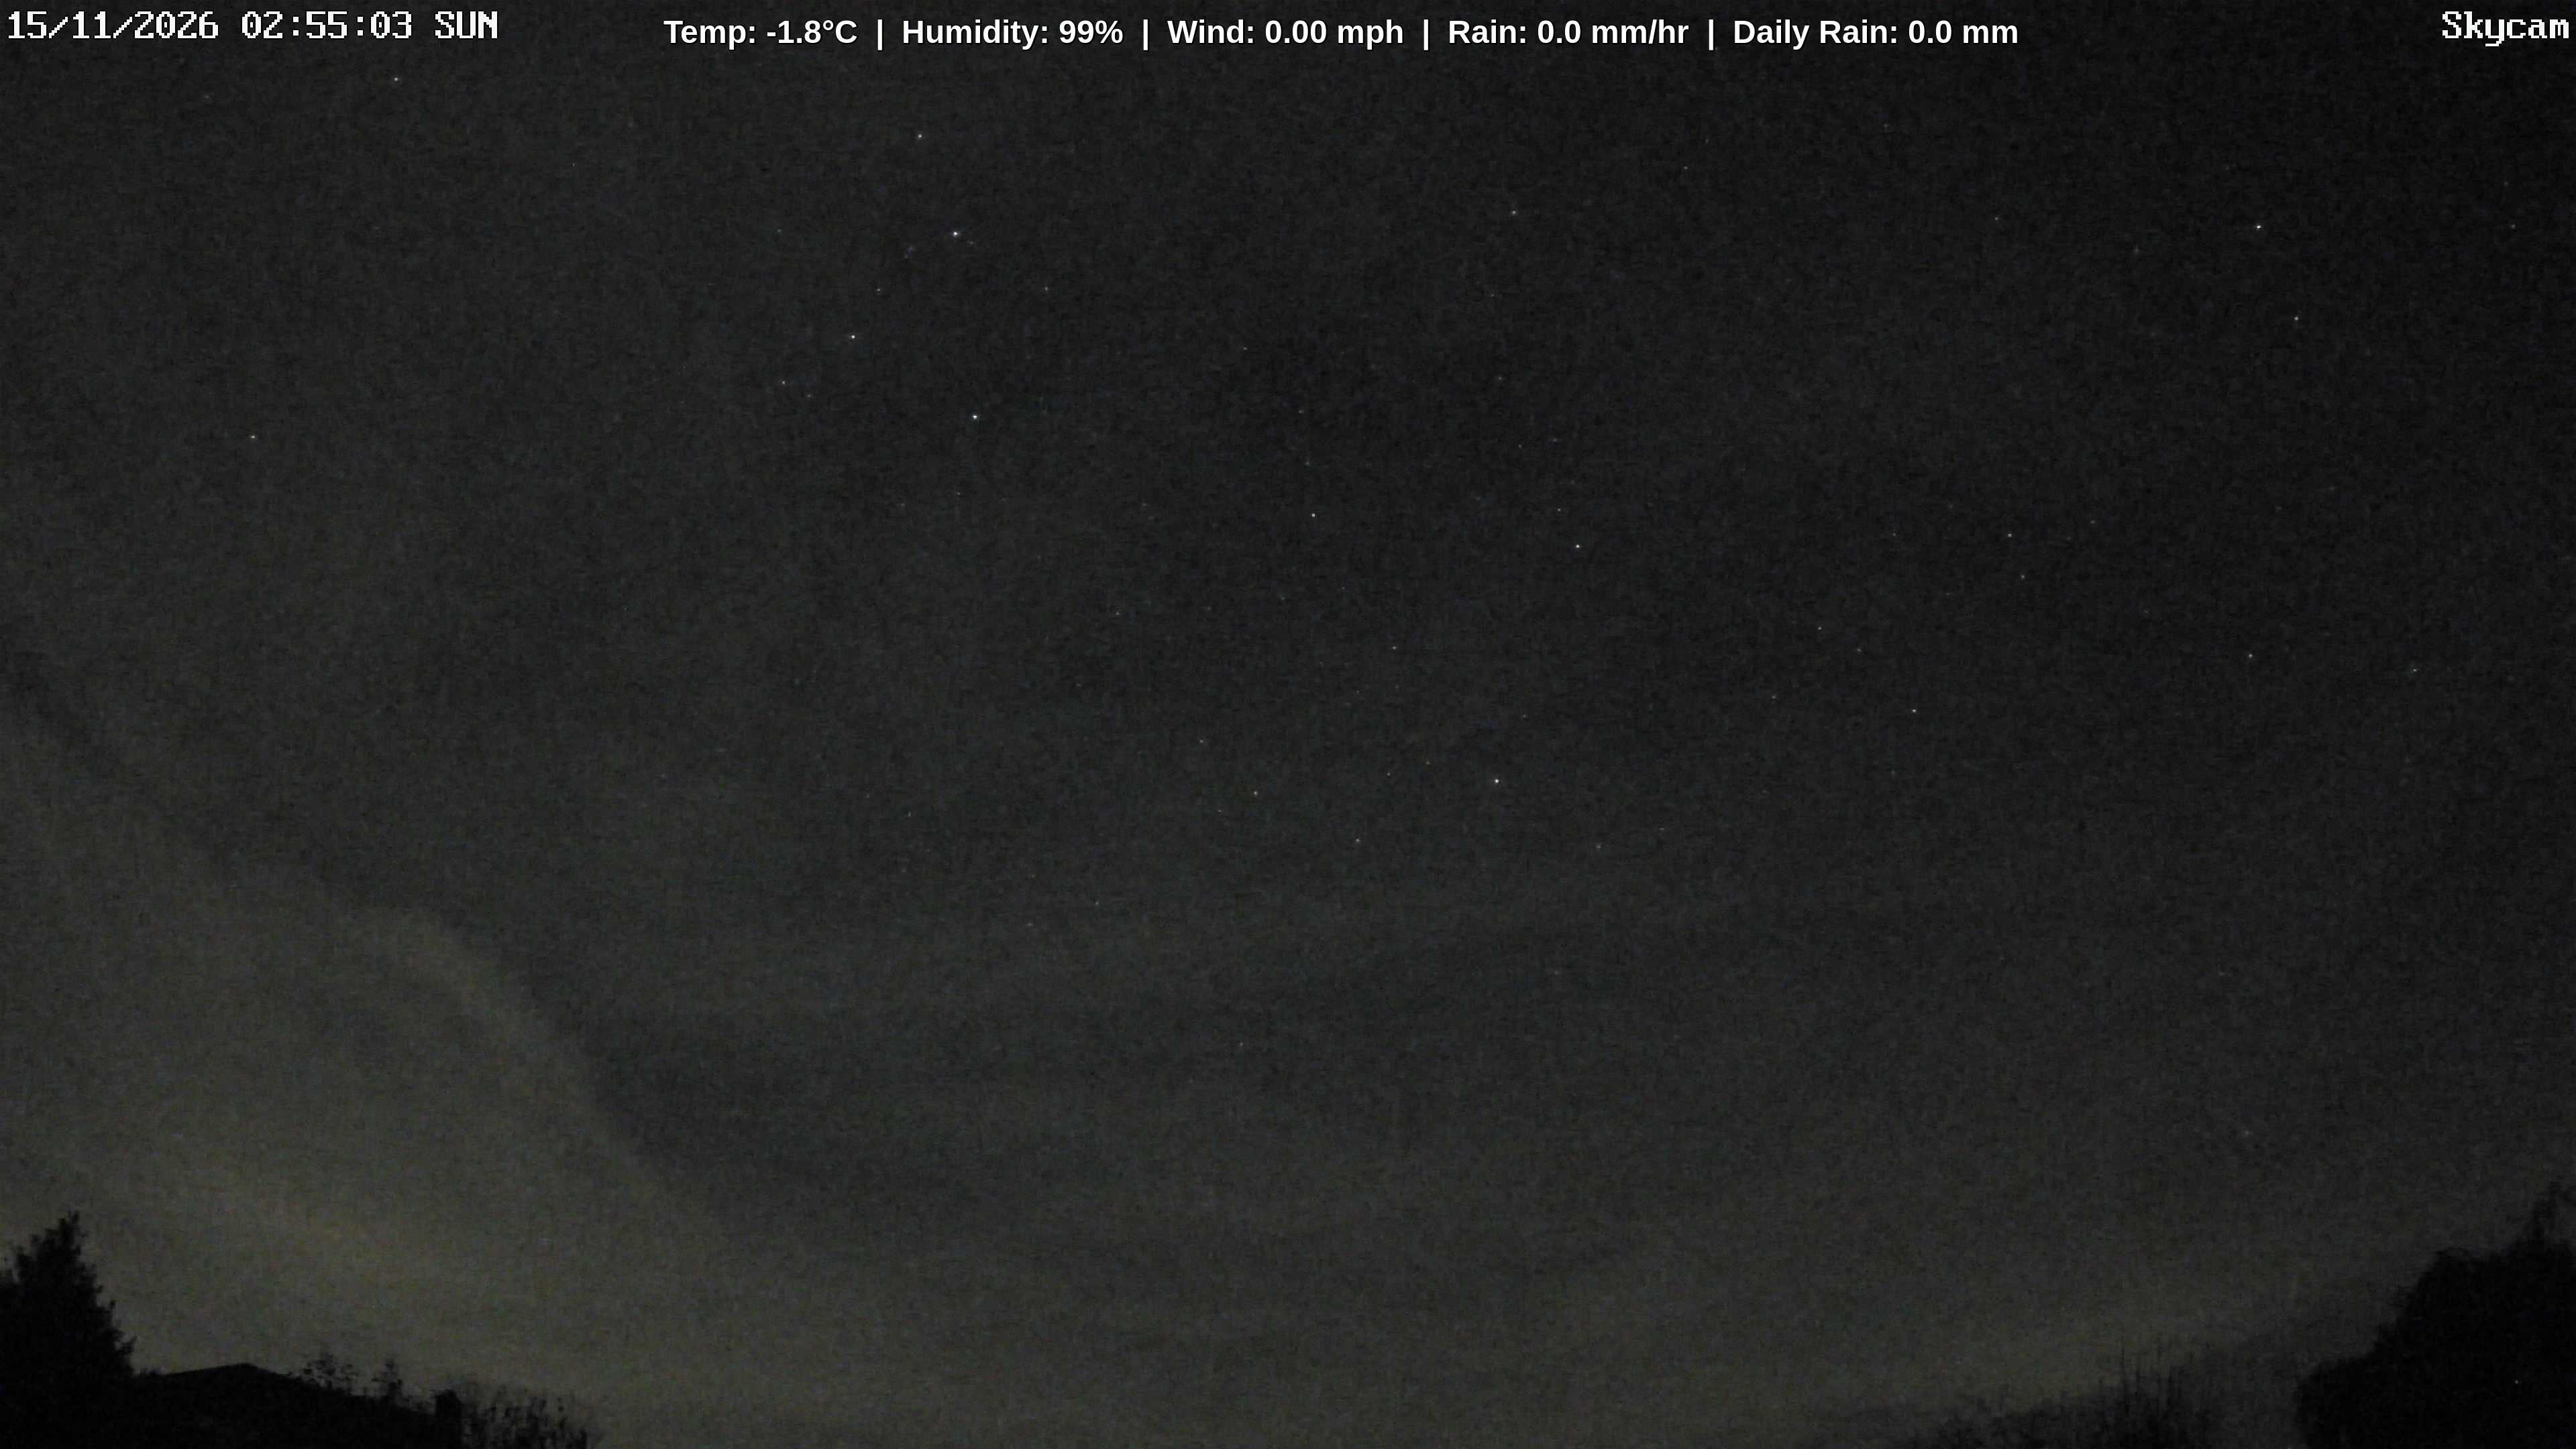 15/11/2026 02:55:03 SUN
Temp: -1.8°C | Humidity: 99% | Wind: 0.00 mph | Rain: 0.0 mm/hr | Daily Rain: 0.0 mm
Skycam